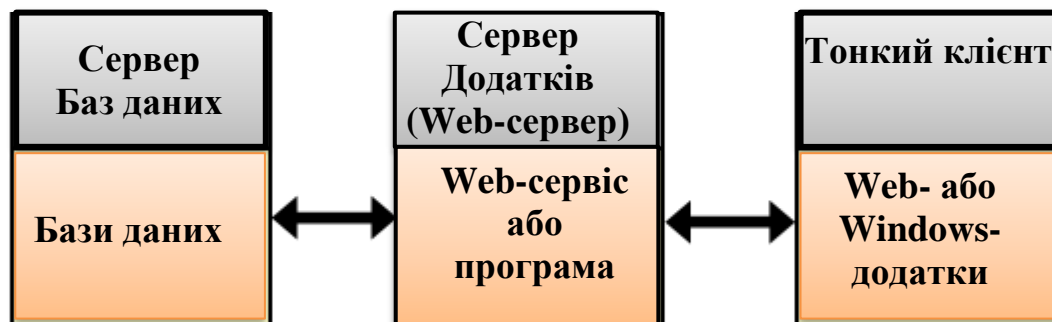 Сервер
Баз даних
Бази даних
Сервер
Додатків
(Web-сервер)
Web-сервіс
або
програма
Тонкий клієнт
Web- або
Windows-
додатки